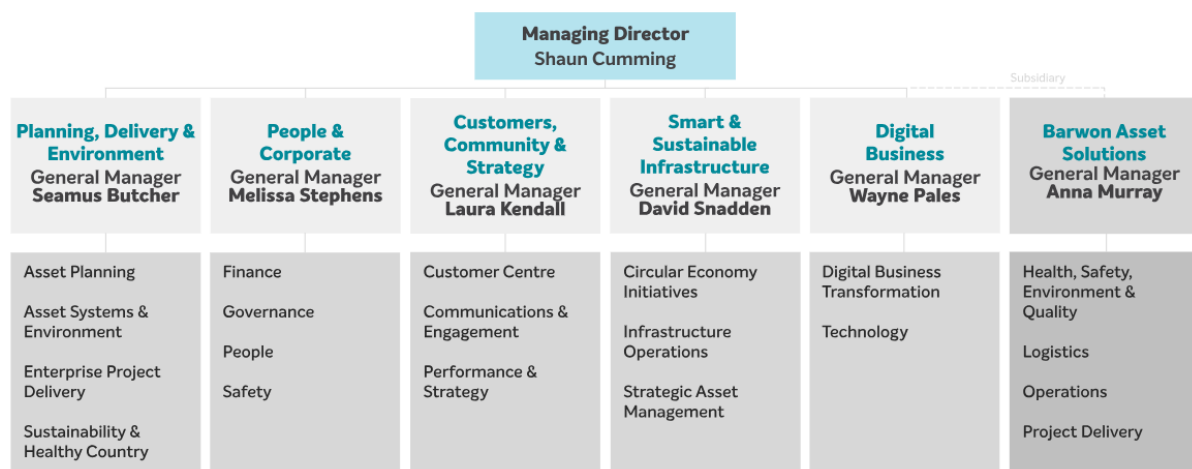 Managing Director
Shaun Cumming
Subsidiary
Planning, Delivery &
Environment
General Manager
Seamus Butcher
People &
Corporate
General Manager
Melissa Stephens
Customers,
Community &
Strategy
General Manager
Laura Kendall
Smart &
Sustainable
Infrastructure
General Manager
David Snadden
Digital
Business
General Manager
Wayne Pales
Barwon Asset
Solutions
General Manager
Anna Murray
Asset Planning
Asset Systems &
Environment
Enterprise Project
Delivery
Sustainability &
Healthy Country
Finance
Governance
People
Safety
Customer Centre
Communications &
Engagement
Performance &
Strategy
Circular Economy
Initiatives
Infrastructure
Operations
Strategic Asset
Management
Digital Business
Transformation
Technology
Health, Safety,
Environment &
Quality
Logistics
Operations
Project Delivery